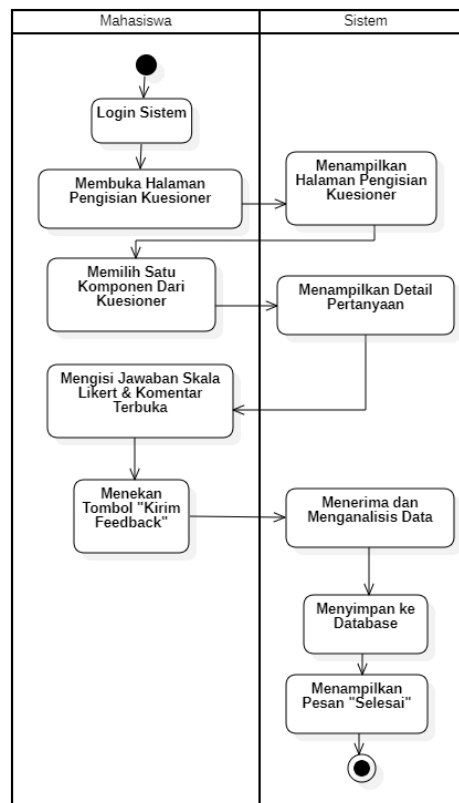 Mahasiswa
Sistem
Login Sistem
Membuka Halaman
Pengisian Kuesioner
Menampilkan
Halaman Pengisian
Kuesioner
Memilih Satu
Komponen Dari
Kuesioner
Menampilkan Detail
Pertanyaan
Mengisi Jawaban Skala
Likert & Komentar
Terbuka
Menekan
Tombol "Kirim
Feedback"
Menerima dan
Menganalisis Data
Menyimpan ke
Database
Menampilkan
Pesan "Selesai"